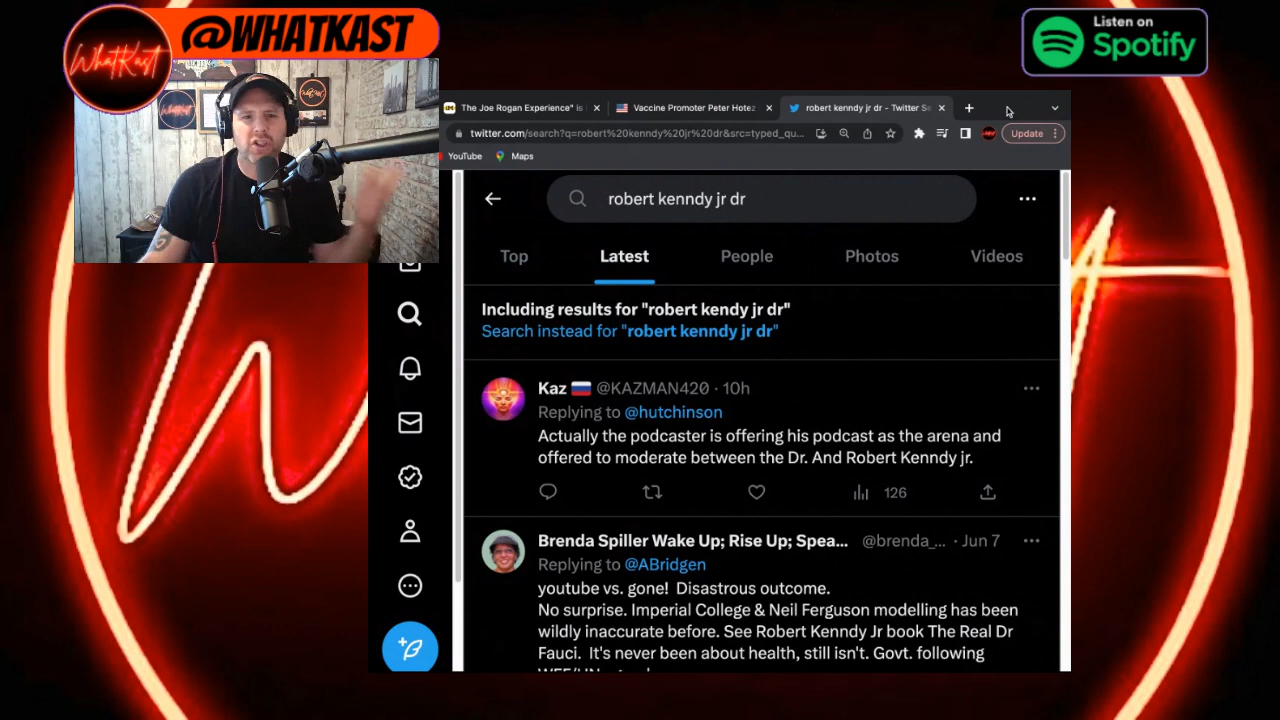 WhatKast
@WHATKAST
Listen on
Spotify
The Joe Rogan Experience" is
Vaccine Promoter Peter Hotez
robert kenndy jr dr - Twitter Se
twitter.com/search?q=robert%20kenndy%20jr%20dr&src=typed_qu...
Update
YouTube
Maps
robert kenndy jr dr
Top
Latest
People
Photos
Videos
Including results for "robert kendy jr dr"
Search instead for "robert kenndy jr dr"
Kaz @KAZMAN420 · 10h
Replying to @hutchinson
Actually the podcaster is offering his podcast as the arena and
offered to moderate between the Dr. And Robert Kenndy jr.
126
Brenda Spiller Wake Up; Rise Up; Spea... @brenda_... · Jun 7
Replying to @ABridgen
youtube vs. gone! Disastrous outcome.
No surprise. Imperial College & Neil Ferguson modelling has been
wildly inaccurate before. See Robert Kenndy Jr book The Real Dr
Fauci. It's never been about health, still isn't. Govt. following